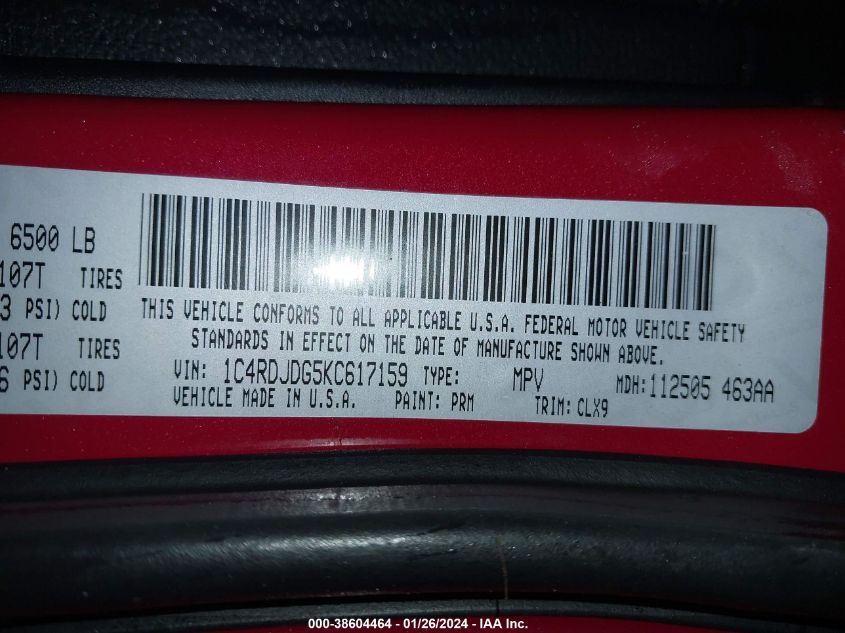 6500 LB
107T TIRES
3 PSI) COLD
107T TIRES
6 PSI) COLD
THIS VEHICLE CONFORMS TO ALL APPLICABLE U.S.A. FEDERAL MOTOR VEHICLE SAFETY
STANDARDS IN EFFECT ON THE DATE OF MANUFACTURE SHOWN ABOVE.
VIN: 1C4RDJDG5KC617159 TYPE: MPV MDH: 112505 463AA
VEHICLE MADE IN U.S.A. PAINT: PRM TRIM: CLX9
000-38604464 - 01/26/2024 - IAA Inc.